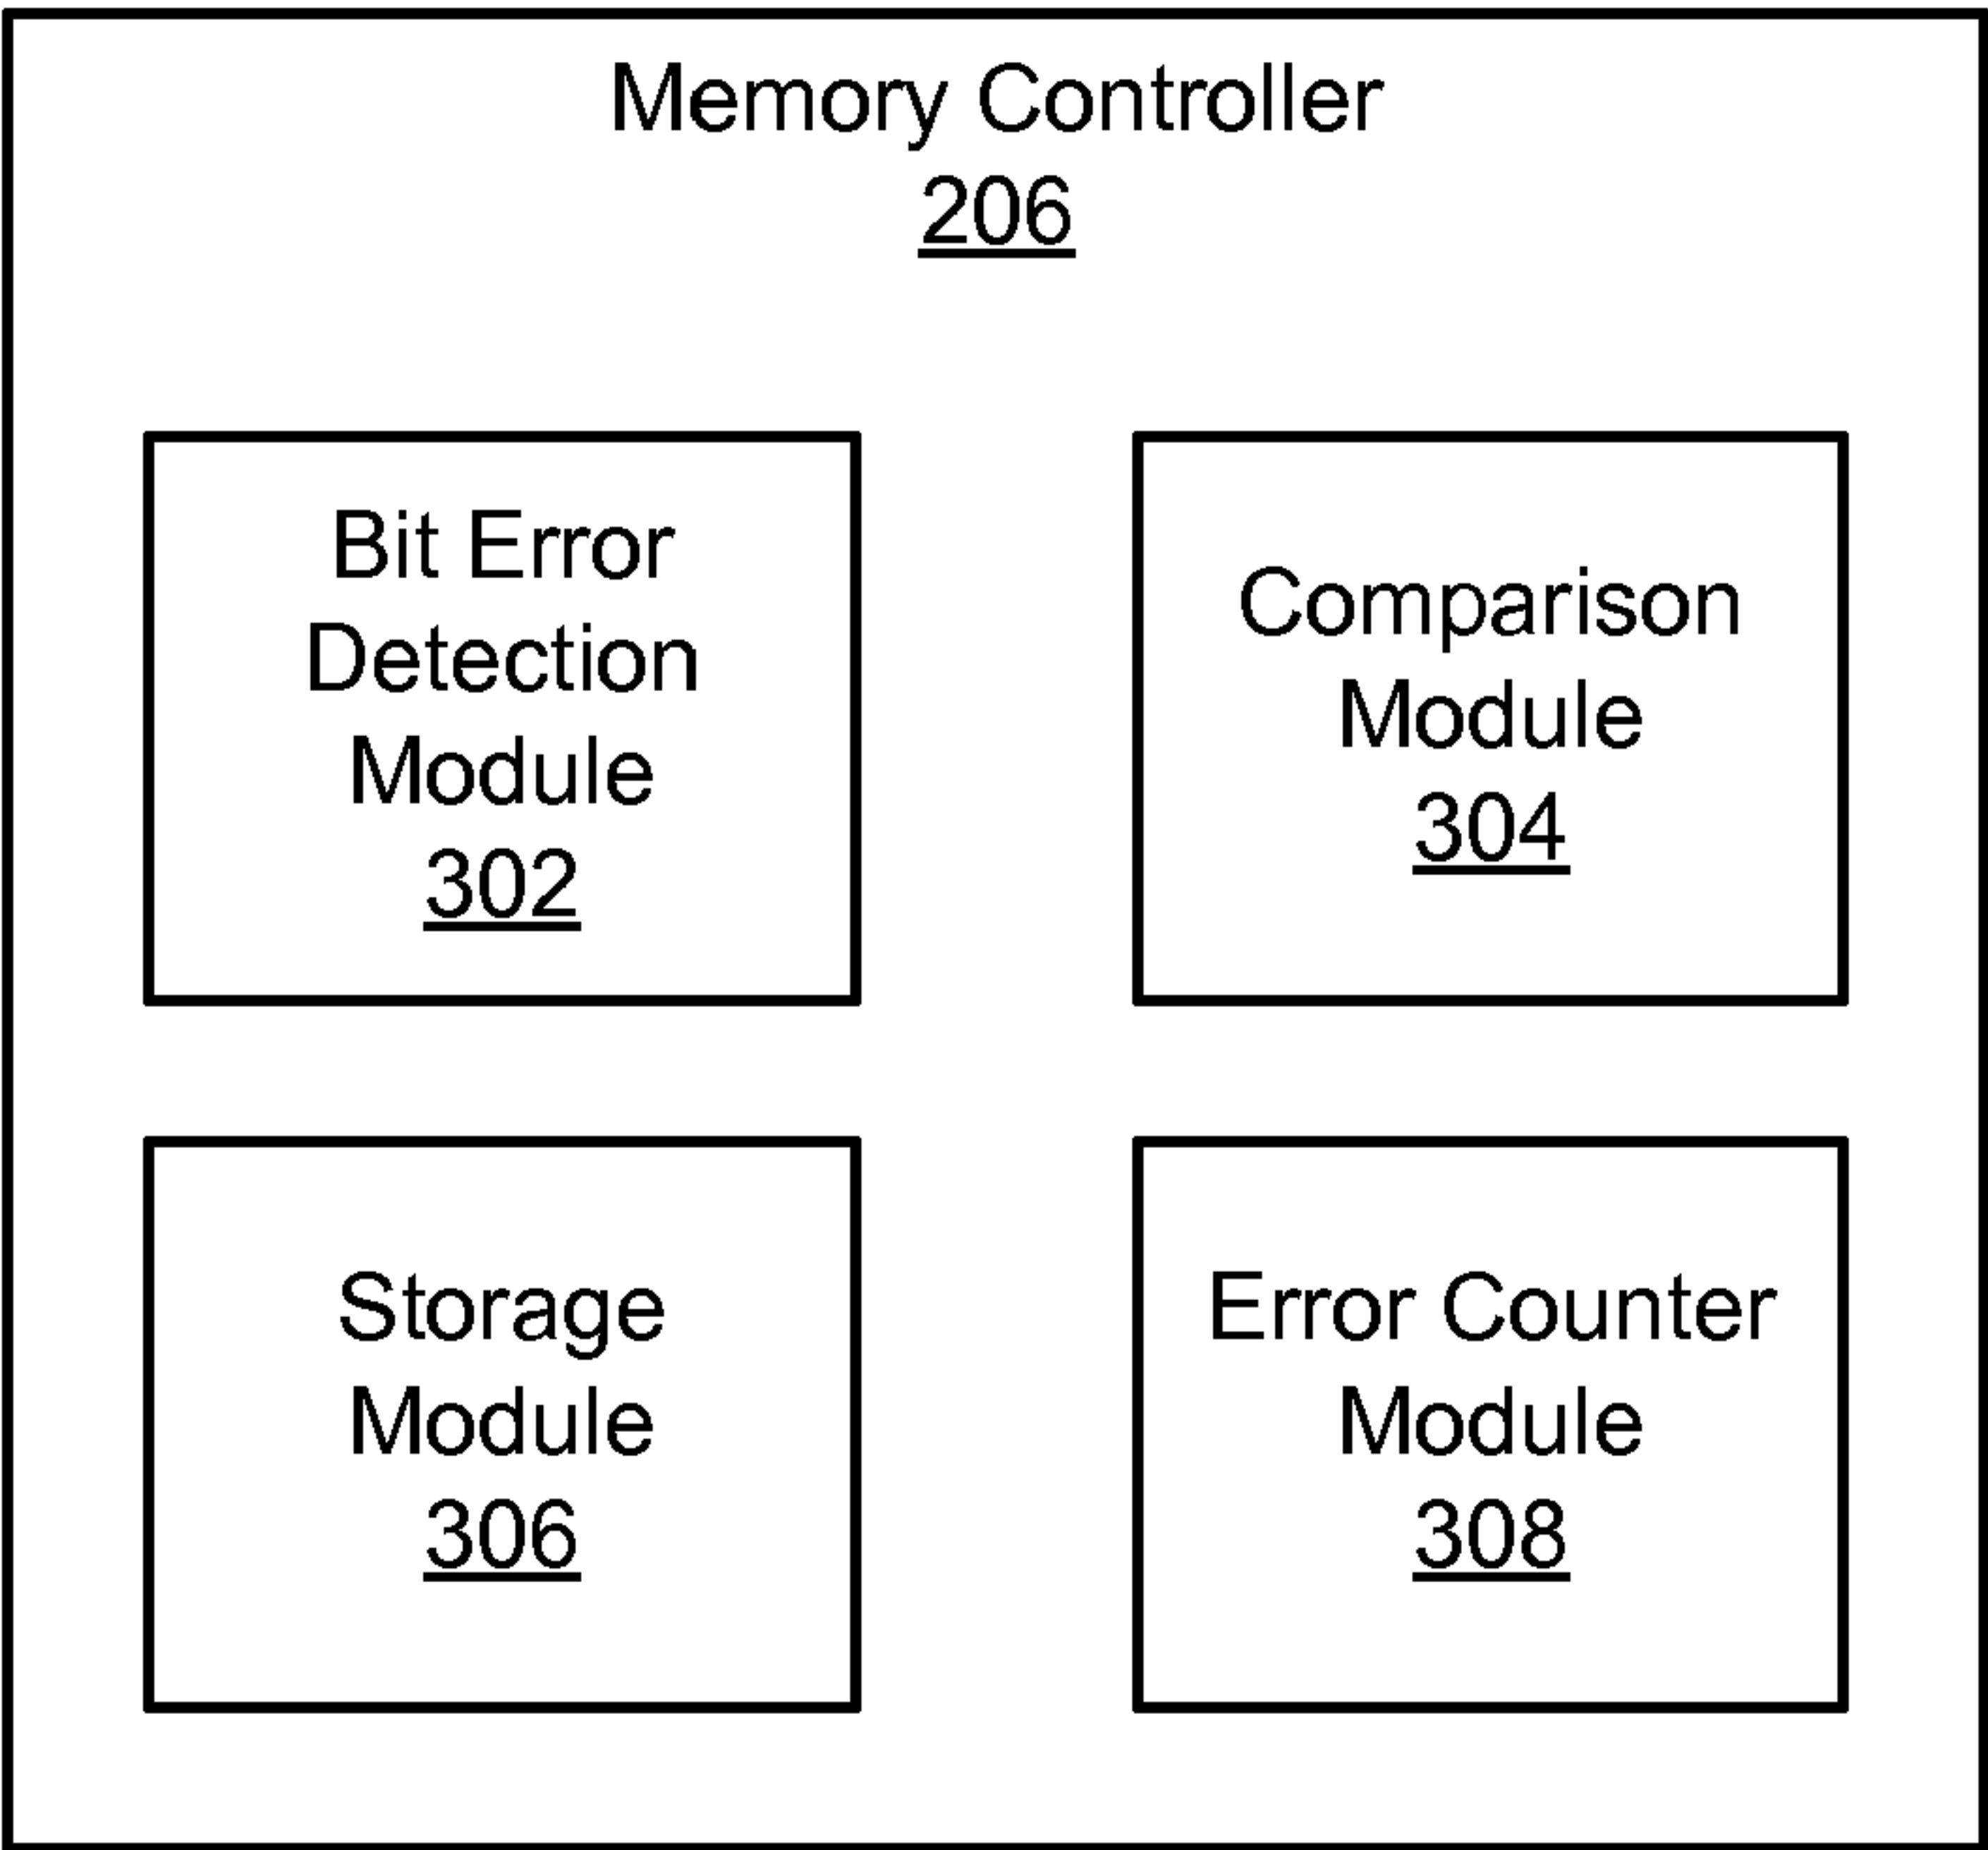 Memory Controller
206
Bit Error
Detection
Module
302
Comparison
Module
304
Storage
Module
306
Error Counter
Module
308